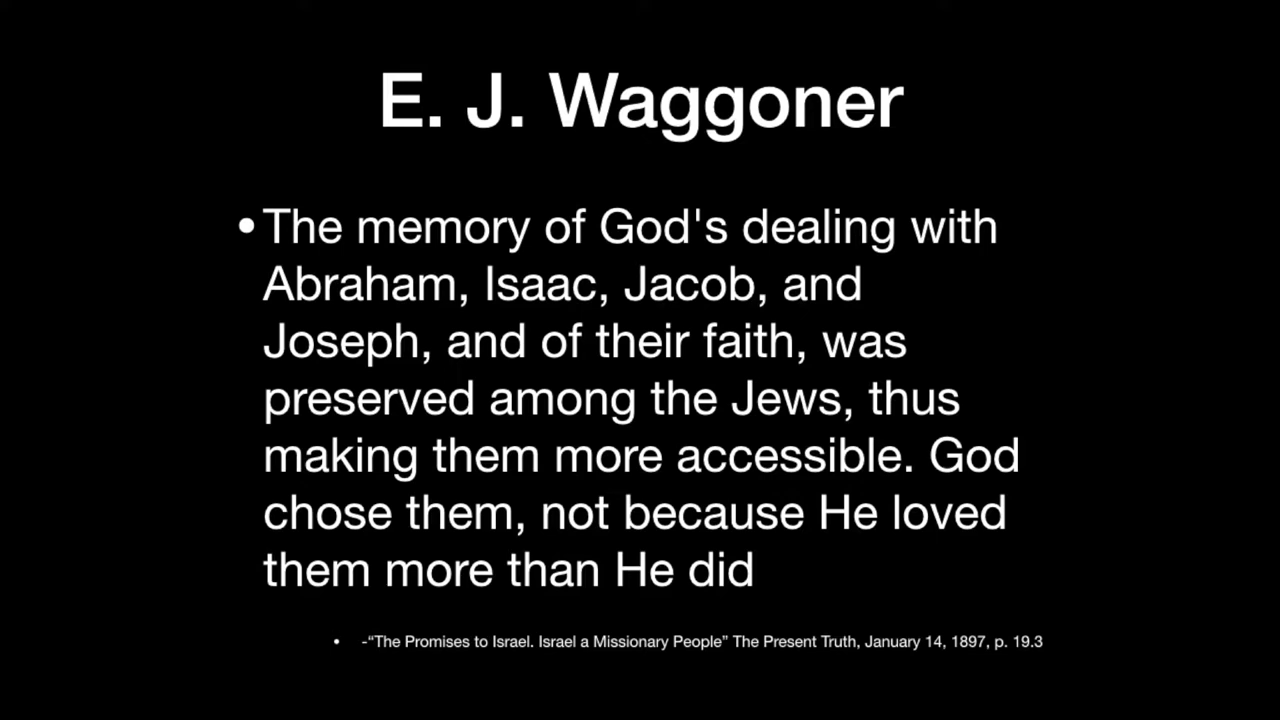 E. J. Waggoner
•The memory of God's dealing with
Abraham, Isaac, Jacob, and
Joseph, and of their faith, was
preserved among the Jews, thus
making them more accessible. God
chose them, not because He loved
them more than He did
• -“The Promises to Israel. Israel a Missionary People” The Present Truth, January 14, 1897, p. 19.3